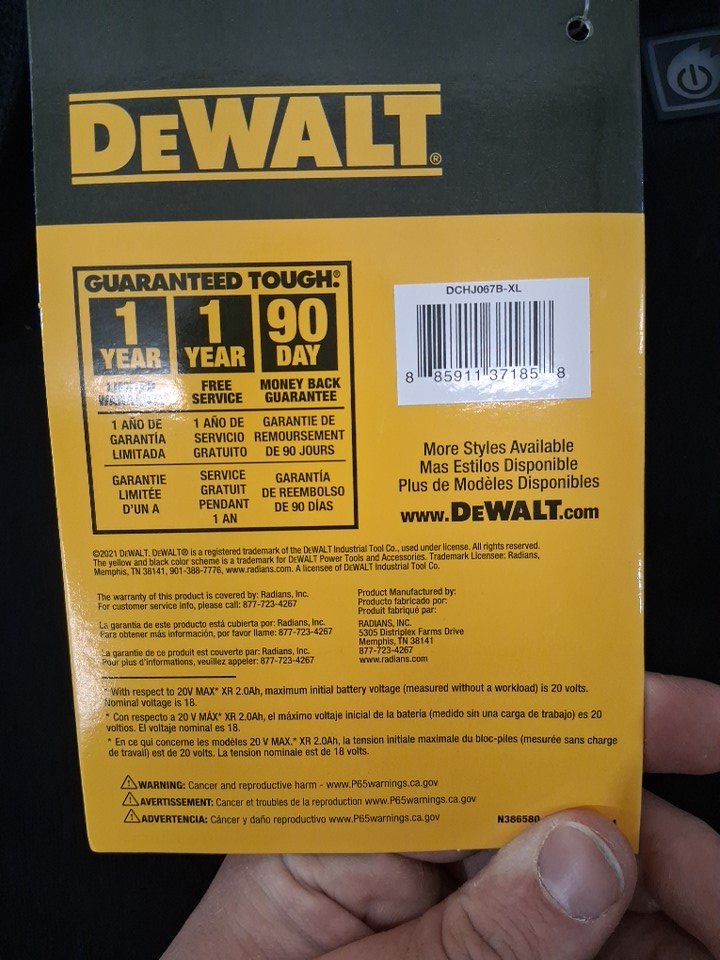 DEWALT®
GUARANTEED TOUGH.®
1 YEAR
LIMITED WARRANTY
1 YEAR
FREE SERVICE
90 DAY
MONEY BACK GUARANTEE
1 AÑO DE GARANTÍA LIMITADA
1 AÑO DE SERVICIO GRATUITO
GARANTIE DE REMOURSEMENT DE 90 JOURS
GARANTIE LIMITÉE D'UN A
SERVICE GRATUIT PENDANT 1 AN
GARANTÍA DE REEMBOLSO DE 90 DÍAS
DCHJ067B-XL
8 85911 37185 8
More Styles Available
Mas Estilos Disponible
Plus de Modèles Disponibles
www.DEWALT.com
©2021 DEWALT. DEWALT® is a registered trademark of the DEWALT Industrial Tool Co., used under license. All rights reserved.
The yellow and black color scheme is a trademark for DEWALT Power Tools and Accessories. Trademark Licensee: Radians,
Memphis, TN 38141, 901-388-7776, www.radians.com. A licensee of DEWALT Industrial Tool Co.
The warranty of this product is covered by: Radians, Inc.
For customer service info, please call: 877-723-4267
La garantía de este producto está cubierta por: Radians, Inc.
Para obtener más información, por favor llame: 877-723-4267
La garantie de ce produit est couverte par: Radians, Inc.
Pour plus d'informations, veuillez appeler: 877-723-4267
Product Manufactured by:
Producto fabricado por:
Produit fabriqué par:
RADIANS, INC.
5305 Distriplex Farms Drive
Memphis, TN 38141
877-723-4267
www.radians.com
* With respect to 20V MAX* XR 2.0Ah, maximum initial battery voltage (measured without a workload) is 20 volts.
Nominal voltage is 18.
* Con respecto a 20 V MÁX* XR 2.0Ah, el máximo voltaje inicial de la batería (medido sin una carga de trabajo) es 20
voltios. El voltaje nominal es 18.
* En ce qui concerne les modèles 20 V MAX.* XR 2.0Ah, la tension initiale maximale du bloc-piles (mesurée sans charge
de travail) est de 20 volts. La tension nominale est de 18 volts.
WARNING: Cancer and reproductive harm - www.P65warnings.ca.gov
AVERTISSEMENT: Cancer et troubles de la reproduction www.P65warnings.ca.gov
ADVERTENCIA: Cáncer y daño reproductivo www.P65warnings.ca.gov
N386580